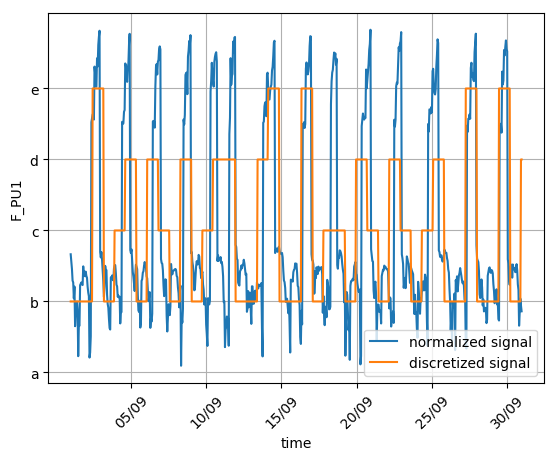 F_PU1
e
d
c
b
a
normalized signal
discretized signal
05/09
10/09
15/09
20/09
25/09
30/09
time